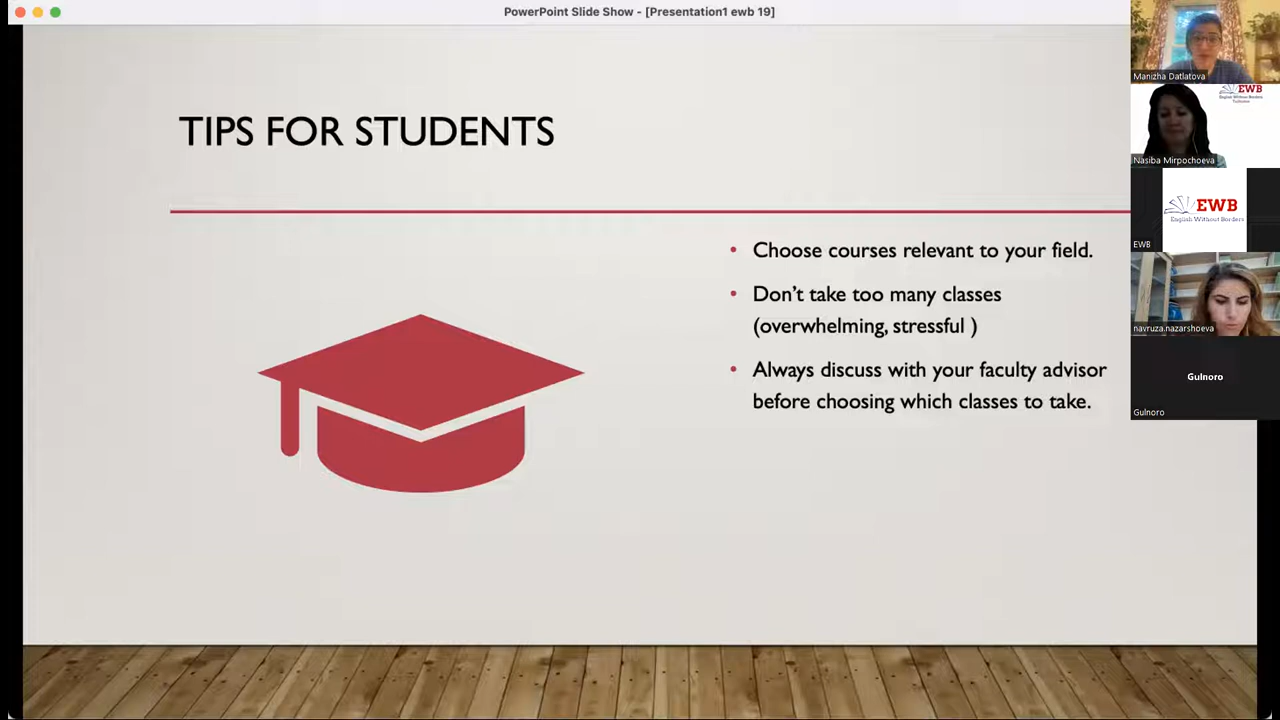 PowerPoint Slide Show - [Presentation1 ewb 19]
TIPS FOR STUDENTS
• Choose courses relevant to your field.
• Don't take too many classes
(overwhelming, stressful )
• Always discuss with your faculty advisor
before choosing which classes to take.
Manizha Datlatova
EWB
English Without Borders
Nasiba Mirpochoeva
EWB
English Without Borders
EWB
navruza.nazarshoeva
Gulnoro
Gulnoro